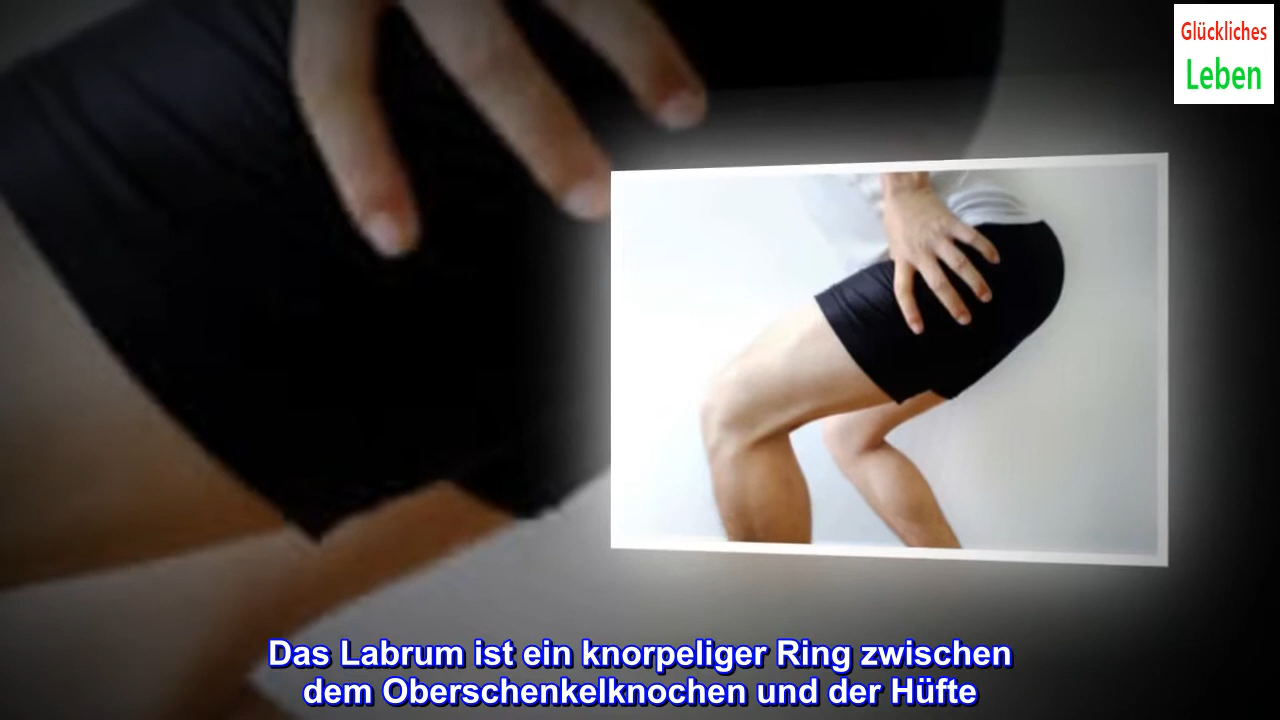 Glückliches
Leben
Das Labrum ist ein knorpeliger Ring zwischen
dem Oberschenkelknochen und der Hüfte